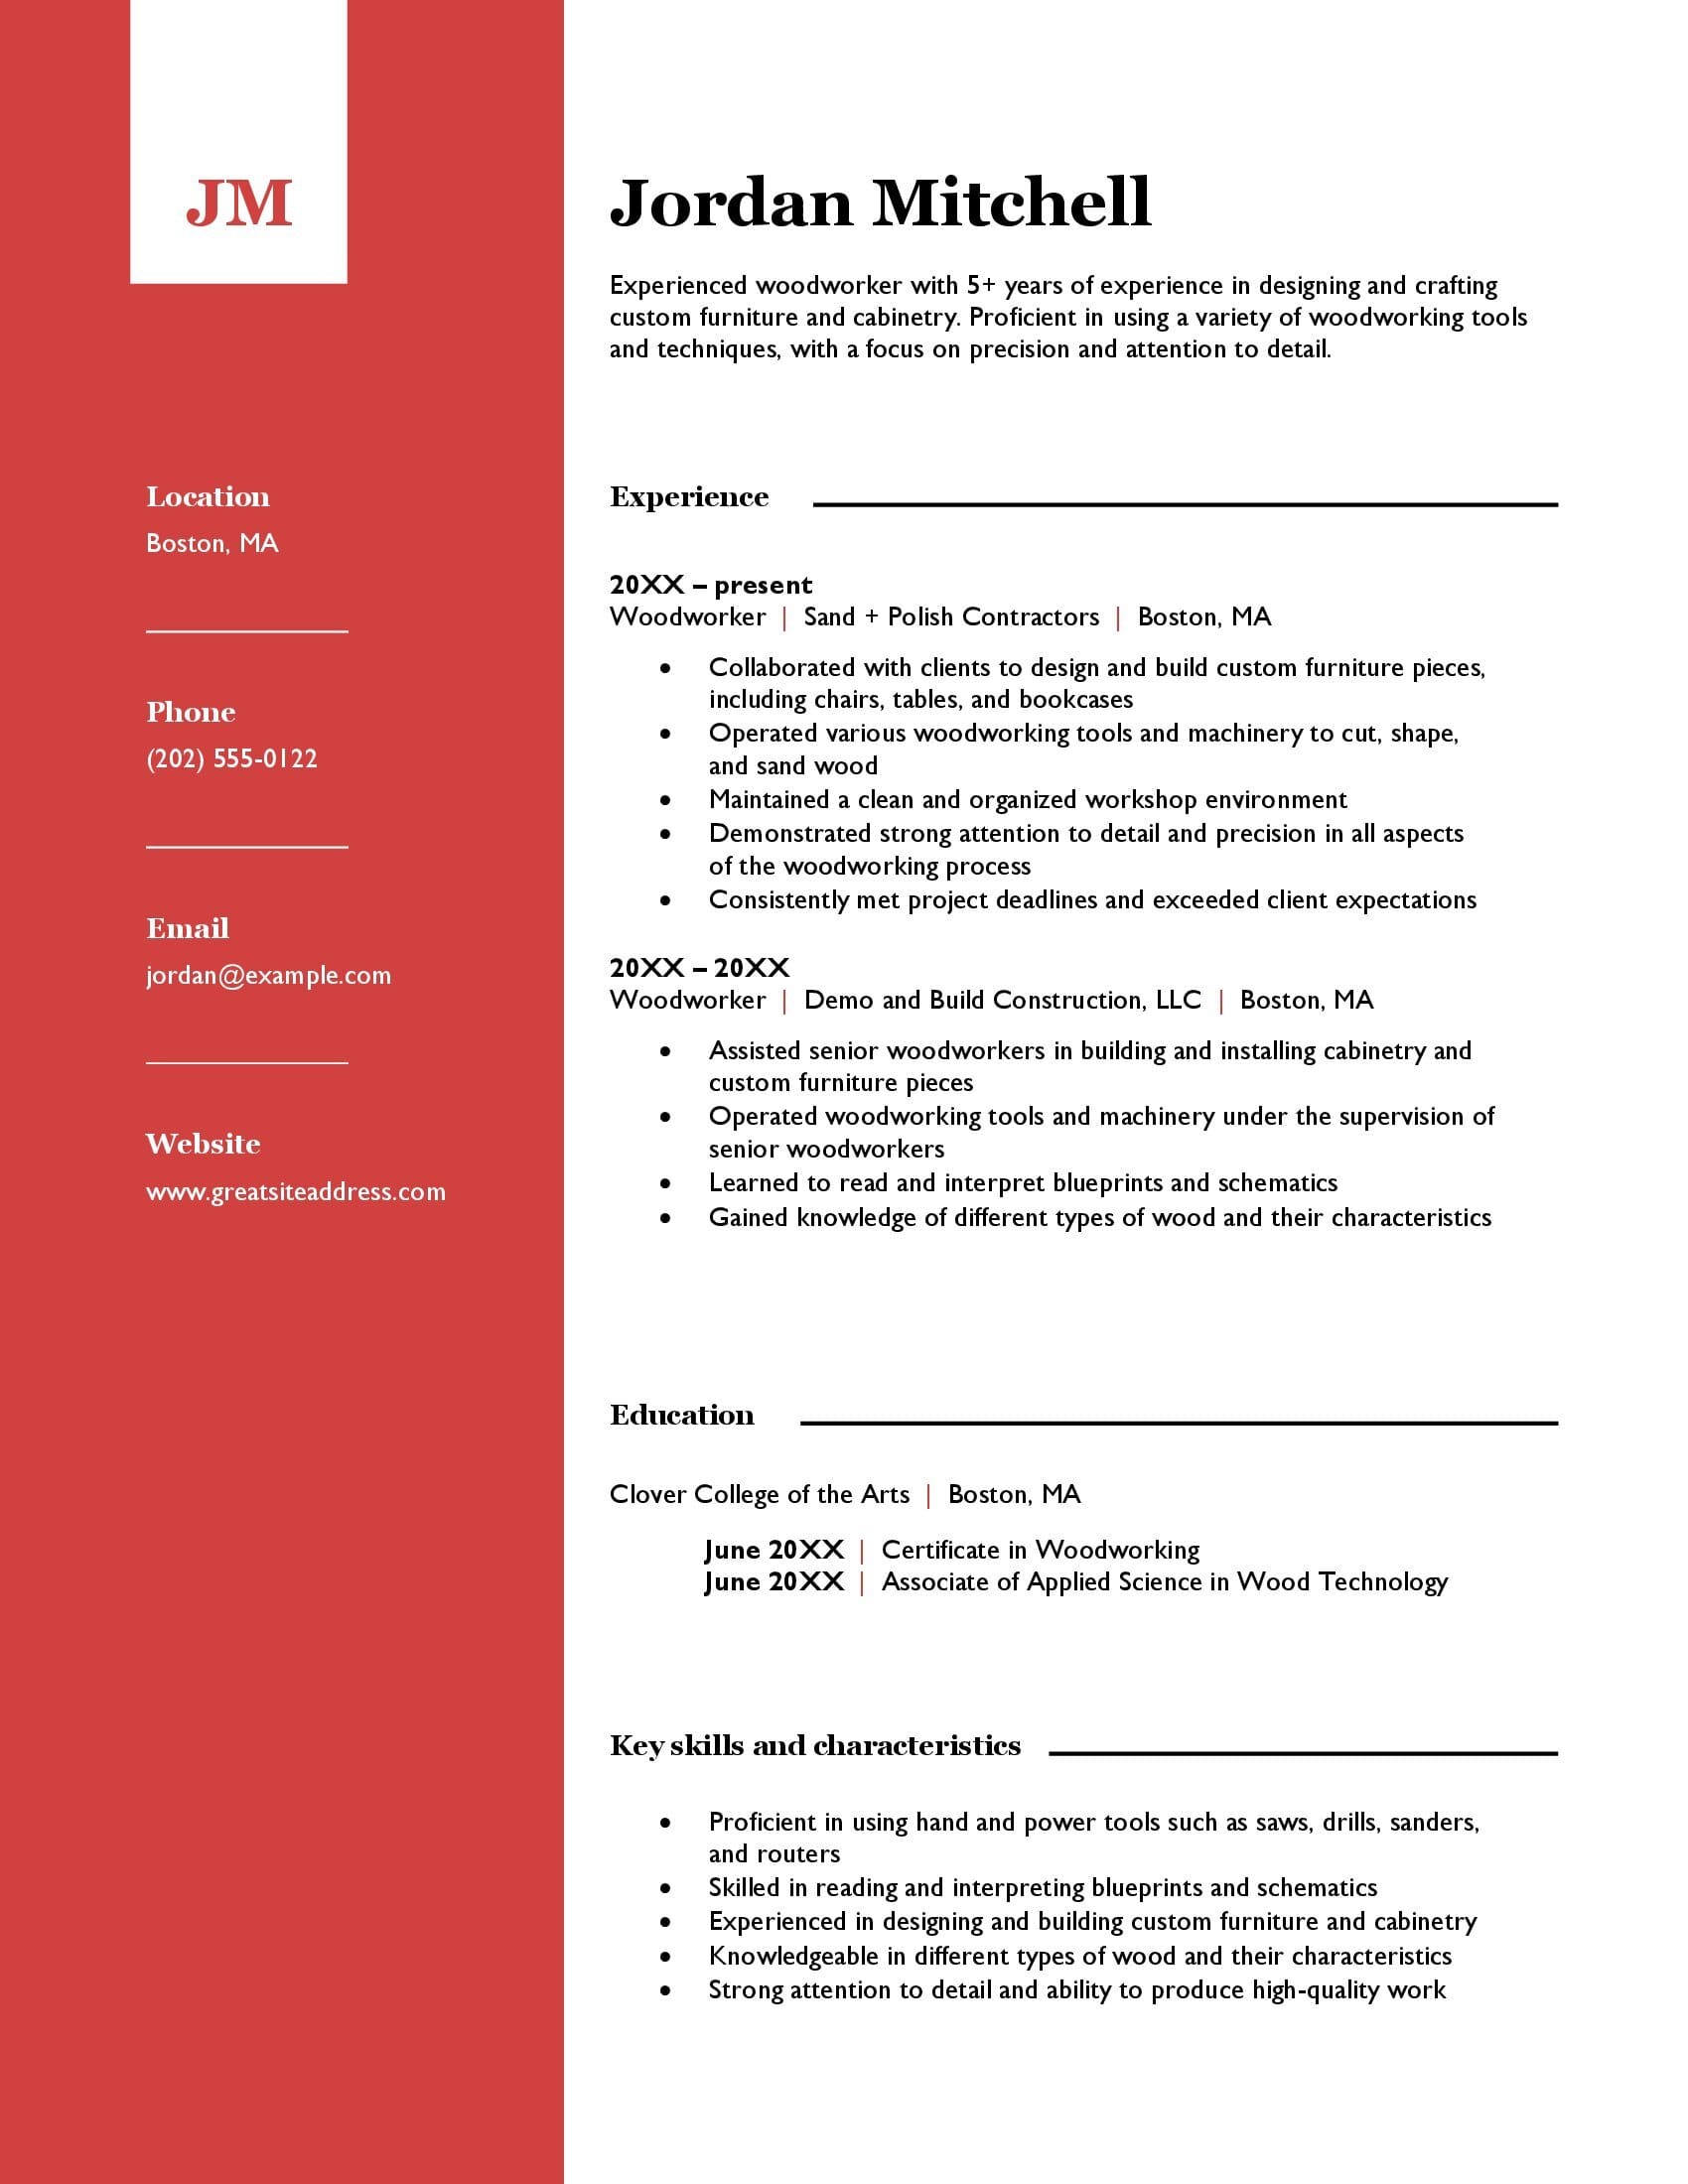 JM
Jordan Mitchell
Experienced woodworker with 5+ years of experience in designing and crafting
custom furniture and cabinetry. Proficient in using a variety of woodworking tools
and techniques, with a focus on precision and attention to detail.
Location
Boston, MA
Phone
(202) 555-0122
Email
jordan@example.com
Website
www.greatsiteaddress.com
Experience
20XX – present
Woodworker | Sand + Polish Contractors | Boston, MA
• Collaborated with clients to design and build custom furniture pieces,
including chairs, tables, and bookcases
• Operated various woodworking tools and machinery to cut, shape,
and sand wood
• Maintained a clean and organized workshop environment
• Demonstrated strong attention to detail and precision in all aspects
of the woodworking process
• Consistently met project deadlines and exceeded client expectations
20XX – 20XX
Woodworker | Demo and Build Construction, LLC | Boston, MA
• Assisted senior woodworkers in building and installing cabinetry and
custom furniture pieces
• Operated woodworking tools and machinery under the supervision of
senior woodworkers
• Learned to read and interpret blueprints and schematics
• Gained knowledge of different types of wood and their characteristics
Education
Clover College of the Arts | Boston, MA
June 20XX | Certificate in Woodworking
June 20XX | Associate of Applied Science in Wood Technology
Key skills and characteristics
• Proficient in using hand and power tools such as saws, drills, sanders,
and routers
• Skilled in reading and interpreting blueprints and schematics
• Experienced in designing and building custom furniture and cabinetry
• Knowledgeable in different types of wood and their characteristics
• Strong attention to detail and ability to produce high-quality work